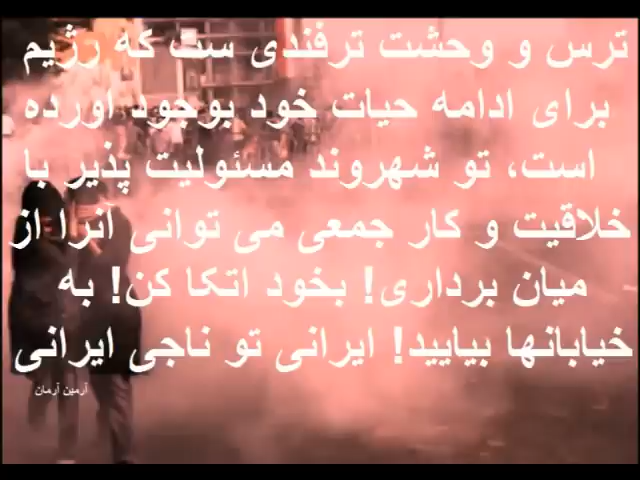 ترس و وحشت ترفندی ست که رژیم
برای ادامه حیات خود بوجود اورده
است، تو شهروند مسئولیت پذیر با
خلاقیت و کار جمعی می توانی آنرا از
میان برداری! بخود اتکا کن! به
خیابانها بیایید! ایرانی تو ناجی ایرانی
آرمین آرمان